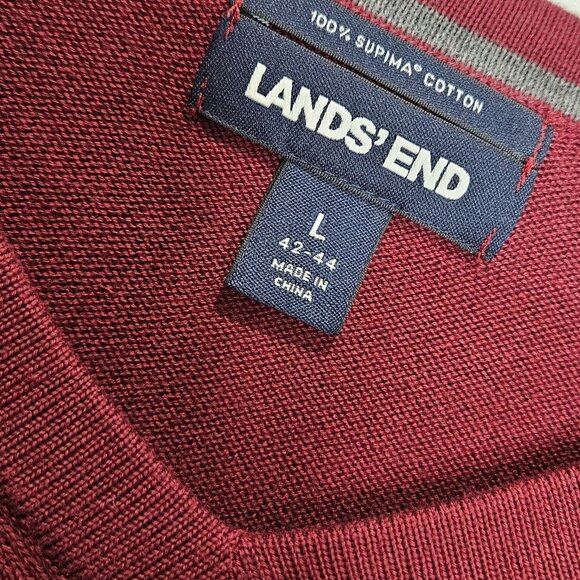 100% SUPIMA® COTTON
LANDS' END
L
42-44
MADE IN
CHINA